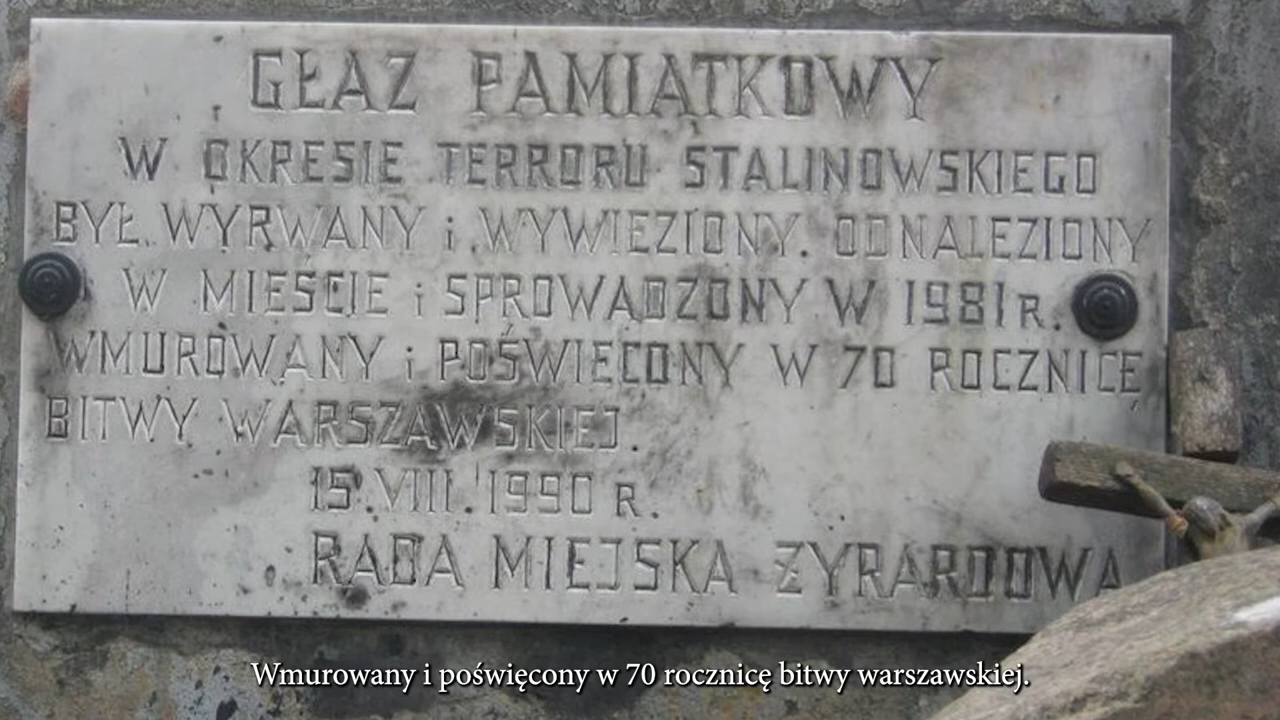 GŁAZ PAMIĄTKOWY
W OKRESIE TERRORU STALINOWSKIEGO
BYŁ WYRWANY i WYWIEZIONY. ODNALEZIONY
W MIEŚCIE i SPROWADZONY W 1981 R.
WMUROWANY i POŚWIĘCONY W 70 ROCZNICĘ
BITWY WARSZAWSKIEJ.
15.VIII.1990 R.
RADA MIEJSKA ŻYRARDOWA
Wmurowany i poświęcony w 70 rocznicę bitwy warszawskiej.